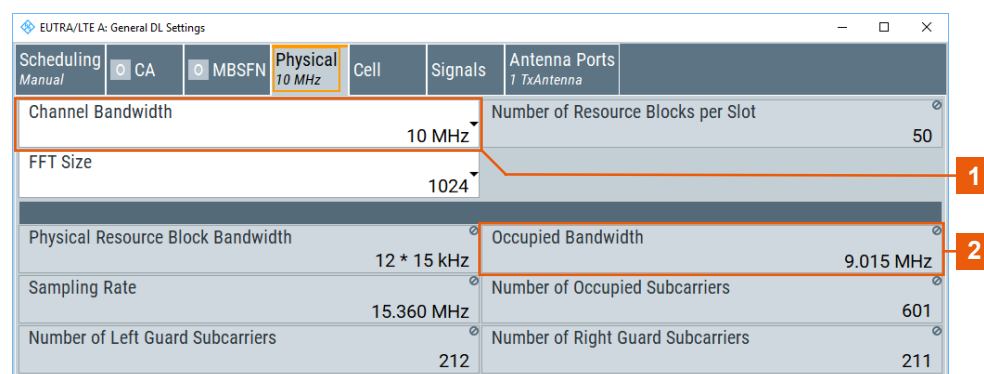 EUTRA/LTE A: General DL Settings
Scheduling
Manual
O CA
O MBSFN
Physical
10 MHz
Cell
Signals
Antenna Ports
1 TxAntenna
Channel Bandwidth
10 MHz
Number of Resource Blocks per Slot
50
FFT Size
1024
1
Physical Resource Block Bandwidth
12 * 15 kHz
Occupied Bandwidth
9.015 MHz
2
Sampling Rate
15.360 MHz
Number of Occupied Subcarriers
601
Number of Left Guard Subcarriers
212
Number of Right Guard Subcarriers
211